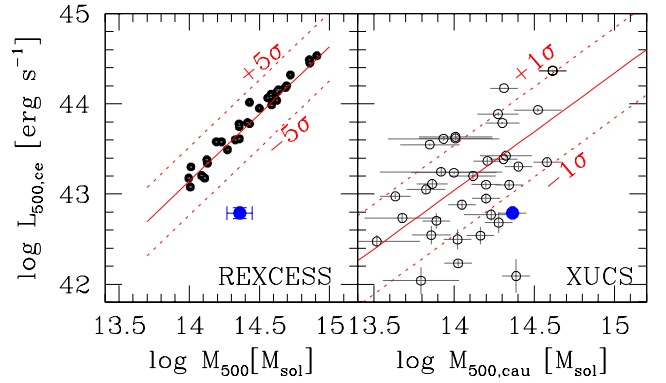 45
44
43
42
log L500,ce [erg s−1]
+5σ
−5σ
REXCESS
+1σ
−1σ
XUCS
13.5 14 14.5 15 13.5 14 14.5 15
log M500[Msol] log M500,cau [Msol]